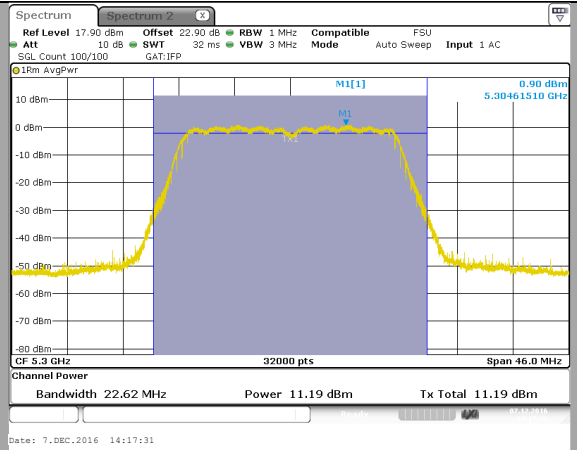 Spectrum Spectrum 2 X
Ref Level 17.90 dBm Offset 22.90 dB RBW 1 MHz Compatible FSU
Att 10 dB SWT 32 ms VBW 3 MHz Mode Auto Sweep Input 1 AC
SGL Count 100/100 GAT:IFP
1Rm AvgPwr
M1[1] 0.90 dBm
5.30461510 GHz
10 dBm
M1
0 dBm
Tx1
-10 dBm
-20 dBm
-30 dBm
-40 dBm
-50 dBm
-60 dBm
-70 dBm
-80 dBm
CF 5.3 GHz 32000 pts Span 46.0 MHz
Channel Power
Bandwidth 22.62 MHz Power 11.19 dBm Tx Total 11.19 dBm
Ready 07.12.2016
Date: 7.DEC.2016 14:17:31